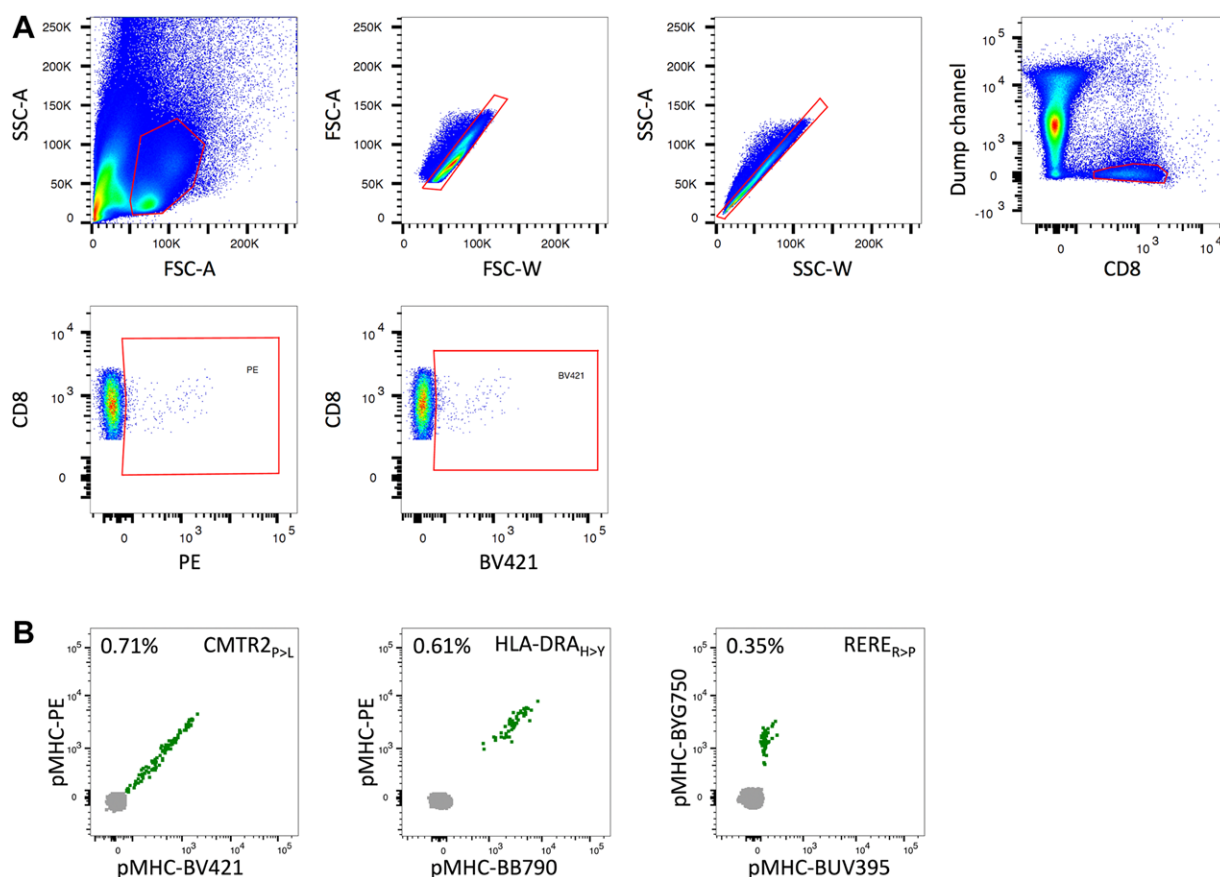 A
SSC-A
250K
200K
150K
100K
50K
0
0 100K 200K
FSC-A
FSC-A
250K
200K
150K
100K
50K
0
0 100K 200K
FSC-W
SSC-A
250K
200K
150K
100K
50K
0
0 100K 200K
SSC-W
Dump channel
10^5
10^4
10^3
0
-10^3
0 10^3 10^4
CD8
CD8
10^4
10^3
0
PE
0 10^3 10^5
PE
CD8
10^4
10^3
0
BV421
0 10^3 10^5
BV421
B
pMHC-PE
10^5
10^4
10^3
0
0.71% CMTR2P>L
0 10^3 10^4 10^5
pMHC-BV421
pMHC-PE
10^5
10^4
10^3
0
0.61% HLA-DRAH>Y
0 10^3 10^4 10^5
pMHC-BB790
pMHC-BYG750
10^5
10^4
10^3
0
0.35% RERER>P
0 10^3 10^4 10^5
pMHC-BUV395